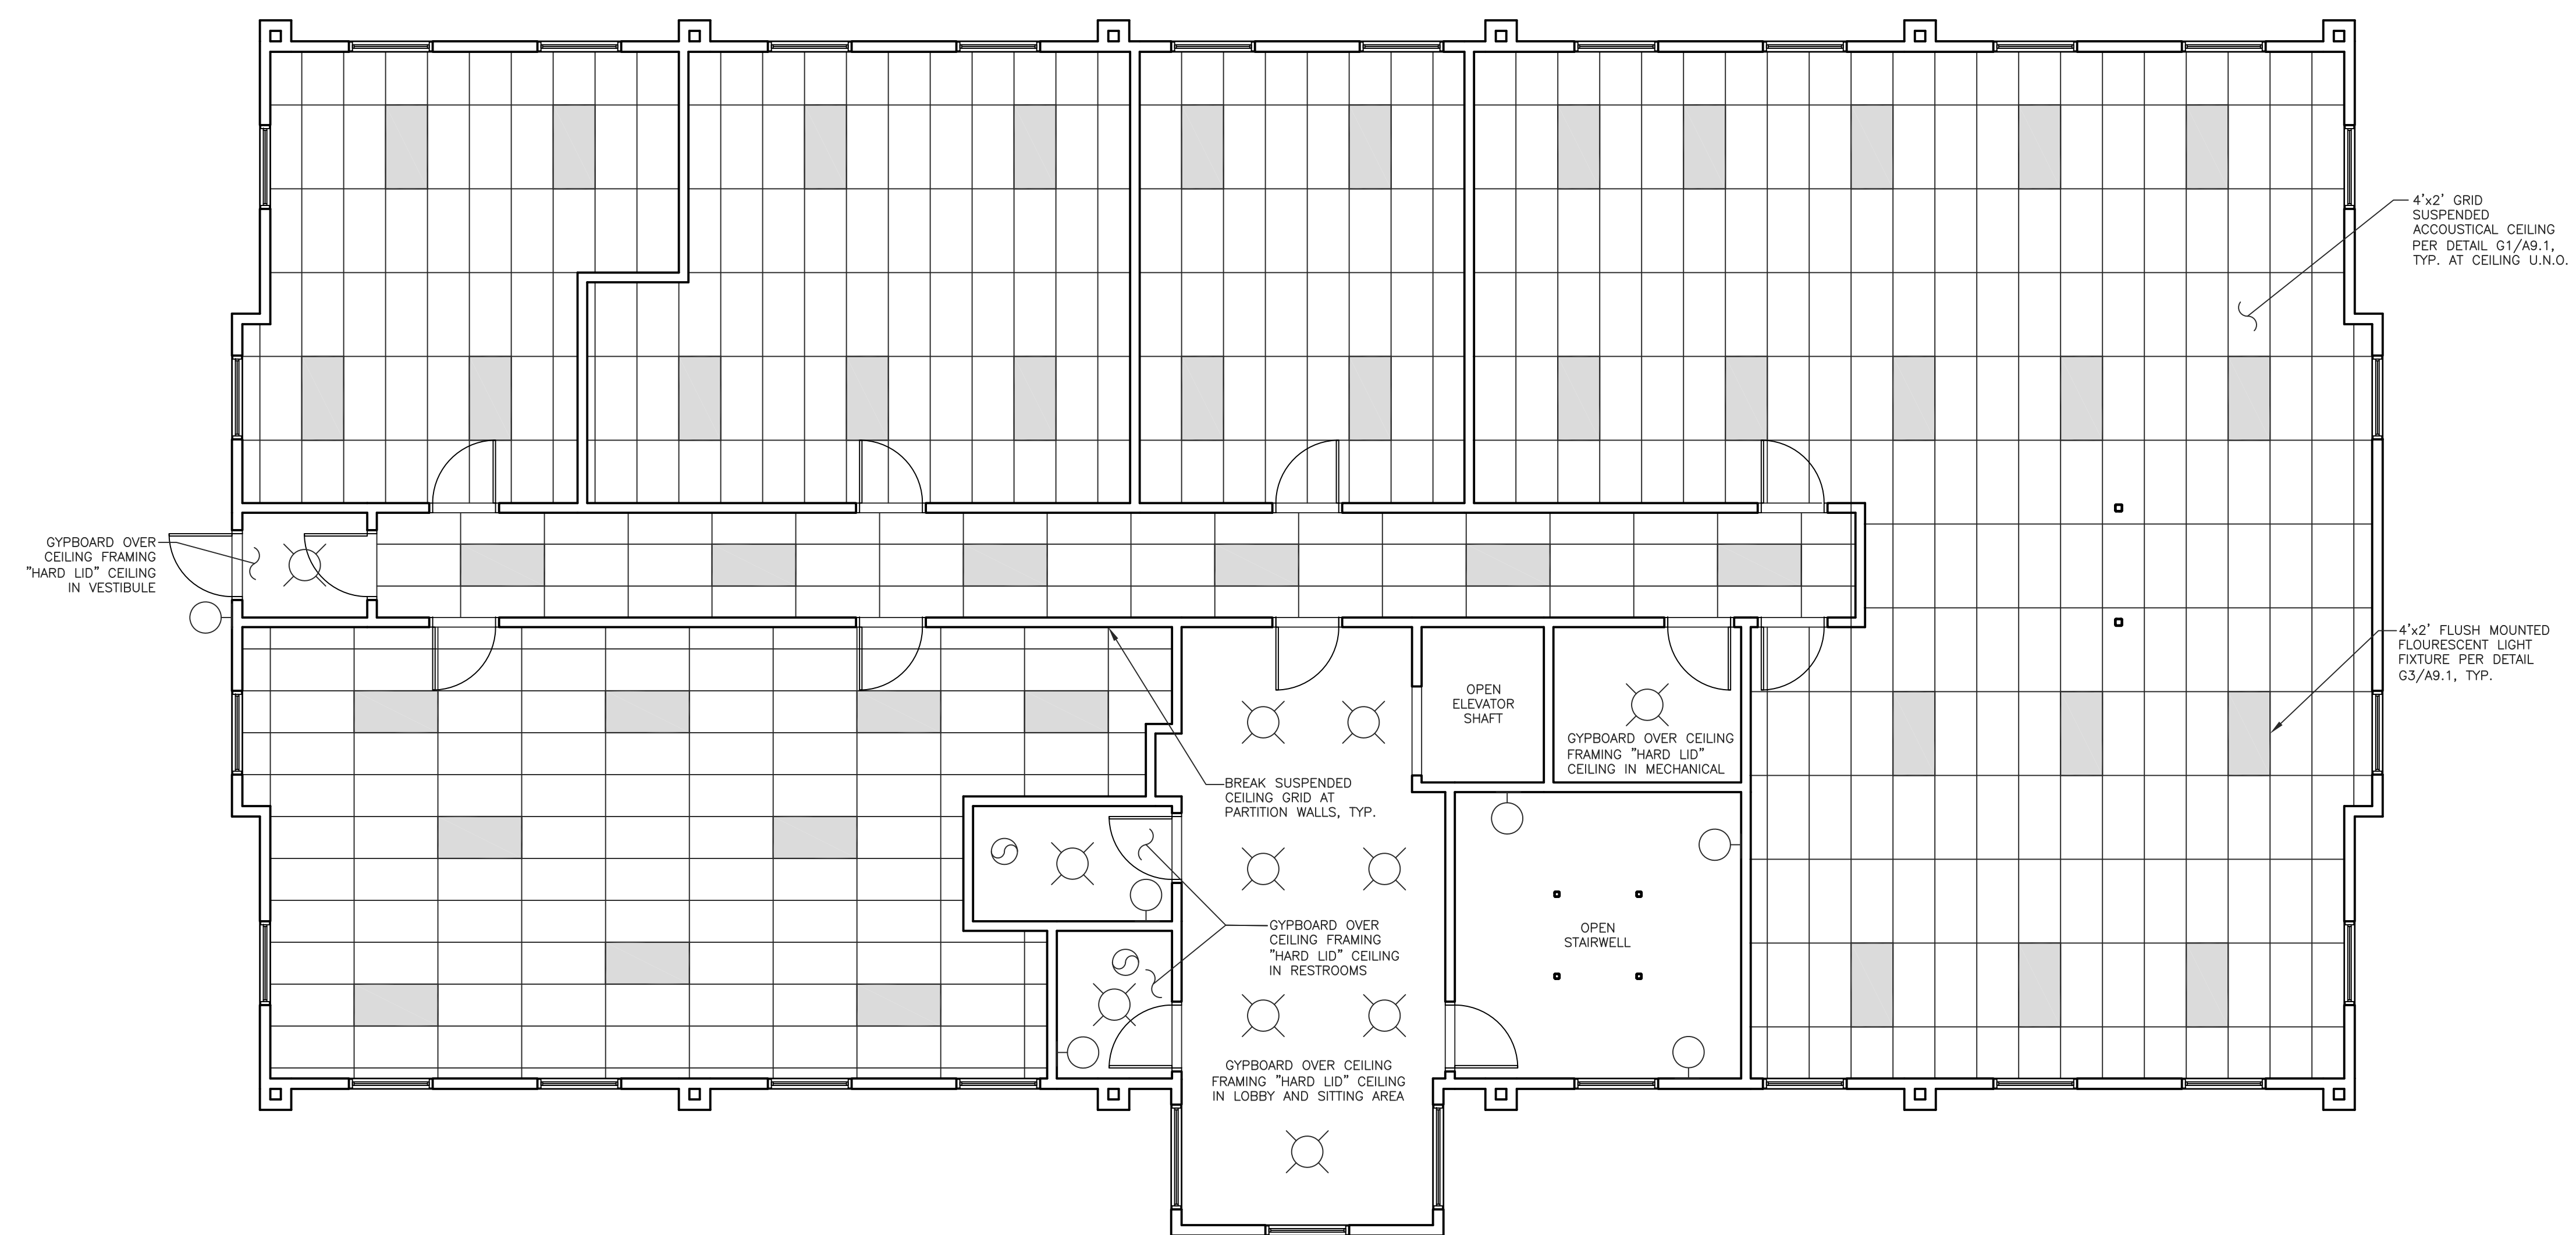 4'x2' GRID
SUSPENDED
ACCOUSTICAL CEILING
PER DETAIL G1/A9.1,
TYP. AT CEILING U.N.O.
GYPBOARD OVER
CEILING FRAMING
"HARD LID" CEILING
IN VESTIBULE
4'x2' FLUSH MOUNTED
FLOURESCENT LIGHT
FIXTURE PER DETAIL
G3/A9.1, TYP.
OPEN
ELEVATOR
SHAFT
GYPBOARD OVER CEILING
FRAMING "HARD LID"
CEILING IN MECHANICAL
BREAK SUSPENDED
CEILING GRID AT
PARTITION WALLS, TYP.
GYPBOARD OVER
CEILING FRAMING
"HARD LID" CEILING
IN RESTROOMS
OPEN
STAIRWELL
GYPBOARD OVER CEILING
FRAMING "HARD LID" CEILING
IN LOBBY AND SITTING AREA